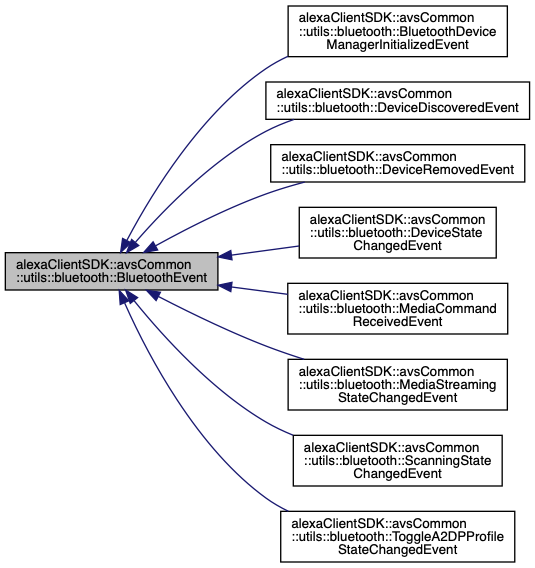 alexaClientSDK::avsCommon
::utils::bluetooth::BluetoothDevice
ManagerInitializedEvent
alexaClientSDK::avsCommon
::utils::bluetooth::DeviceDiscoveredEvent
alexaClientSDK::avsCommon
::utils::bluetooth::DeviceRemovedEvent
alexaClientSDK::avsCommon
::utils::bluetooth::DeviceState
ChangedEvent
alexaClientSDK::avsCommon
::utils::bluetooth::BluetoothEvent
alexaClientSDK::avsCommon
::utils::bluetooth::MediaCommand
ReceivedEvent
alexaClientSDK::avsCommon
::utils::bluetooth::MediaStreaming
StateChangedEvent
alexaClientSDK::avsCommon
::utils::bluetooth::ScanningState
ChangedEvent
alexaClientSDK::avsCommon
::utils::bluetooth::ToggleA2DPProfile
StateChangedEvent